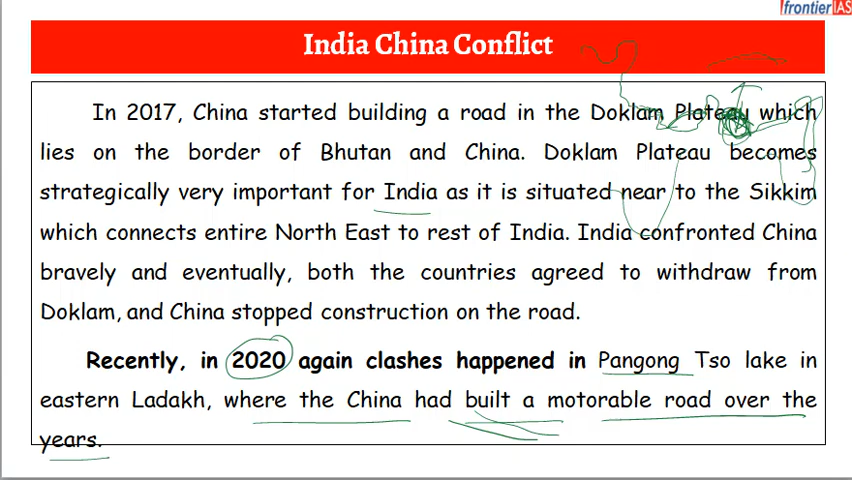 frontier IAS
India China Conflict
In 2017, China started building a road in the Doklam Plateau which
lies on the border of Bhutan and China. Doklam Plateau becomes
strategically very important for India as it is situated near to the Sikkim
which connects entire North East to rest of India. India confronted China
bravely and eventually, both the countries agreed to withdraw from
Doklam, and China stopped construction on the road.
Recently, in 2020 again clashes happened in Pangong Tso lake in
eastern Ladakh, where the China had built a motorable road over the
years.